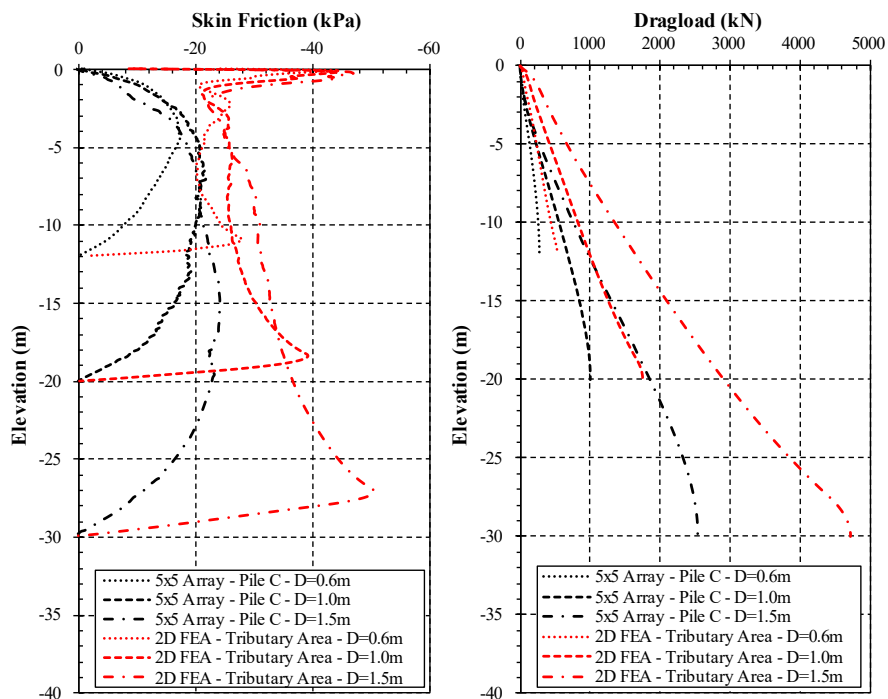 Skin Friction (kPa)
0 -20 -40 -60
Elevation (m)
0
-5
-10
-15
-20
-25
-30
-35
-40
5x5 Array - Pile C - D=0.6m
5x5 Array - Pile C - D=1.0m
5x5 Array - Pile C - D=1.5m
2D FEA - Tributary Area - D=0.6m
2D FEA - Tributary Area - D=1.0m
2D FEA - Tributary Area - D=1.5m
Dragload (kN)
0 1000 2000 3000 4000 5000
Elevation (m)
0
-5
-10
-15
-20
-25
-30
-35
-40
5x5 Array - Pile C - D=0.6m
5x5 Array - Pile C - D=1.0m
5x5 Array - Pile C - D=1.5m
2D FEA - Tributary Area - D=0.6m
2D FEA - Tributary Area - D=1.0m
2D FEA - Tributary Area - D=1.5m